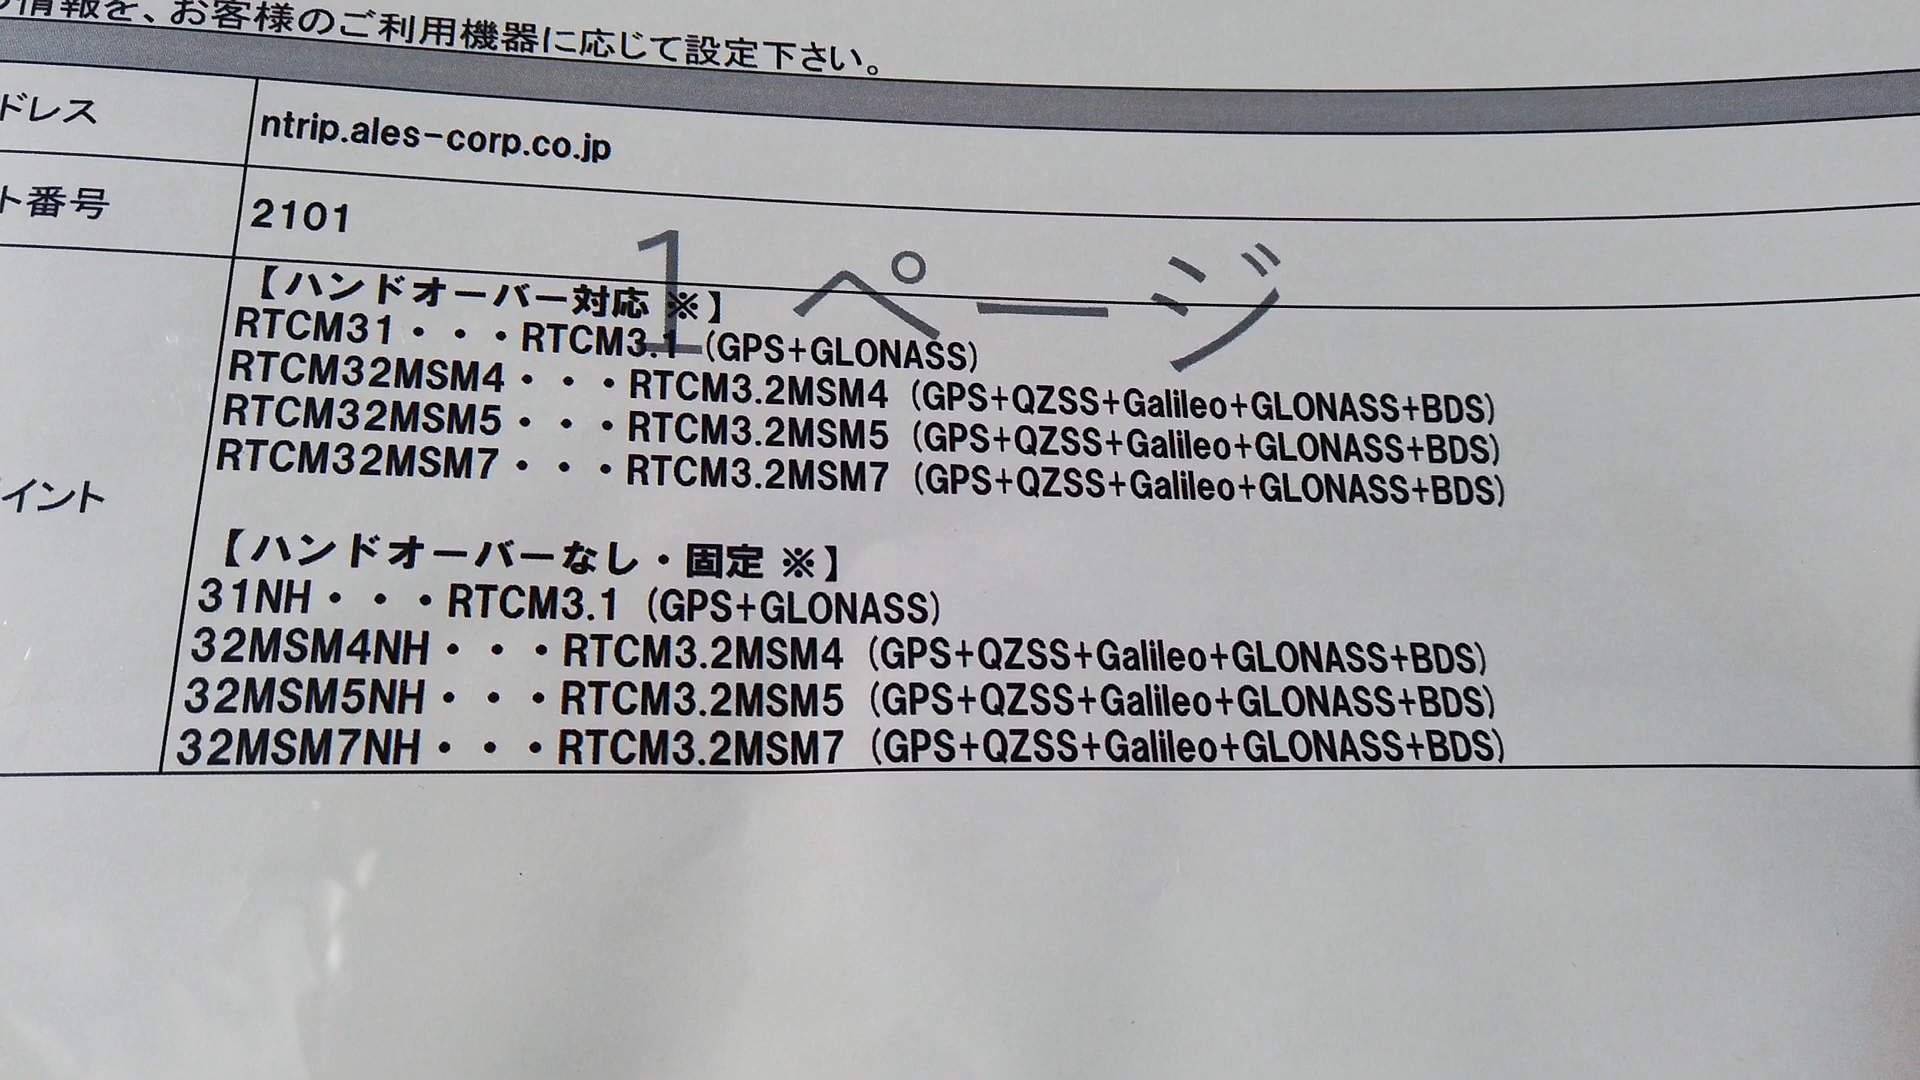 情報を、お客様のご利用機器に応じて設定下さい。
ドレス
ntrip.ales-corp.co.jp
ト番号
2101
1ページ
【ハンドオーバー対応 ※】
RTCM31・・・RTCM3.1 (GPS+GLONASS)
RTCM32MSM4・・・RTCM3.2MSM4 (GPS+QZSS+Galileo+GLONASS+BDS)
RTCM32MSM5・・・RTCM3.2MSM5 (GPS+QZSS+Galileo+GLONASS+BDS)
RTCM32MSM7・・・RTCM3.2MSM7 (GPS+QZSS+Galileo+GLONASS+BDS)
イント
【ハンドオーバーなし・固定 ※】
31NH・・・RTCM3.1 (GPS+GLONASS)
32MSM4NH・・・RTCM3.2MSM4 (GPS+QZSS+Galileo+GLONASS+BDS)
32MSM5NH・・・RTCM3.2MSM5 (GPS+QZSS+Galileo+GLONASS+BDS)
32MSM7NH・・・RTCM3.2MSM7 (GPS+QZSS+Galileo+GLONASS+BDS)